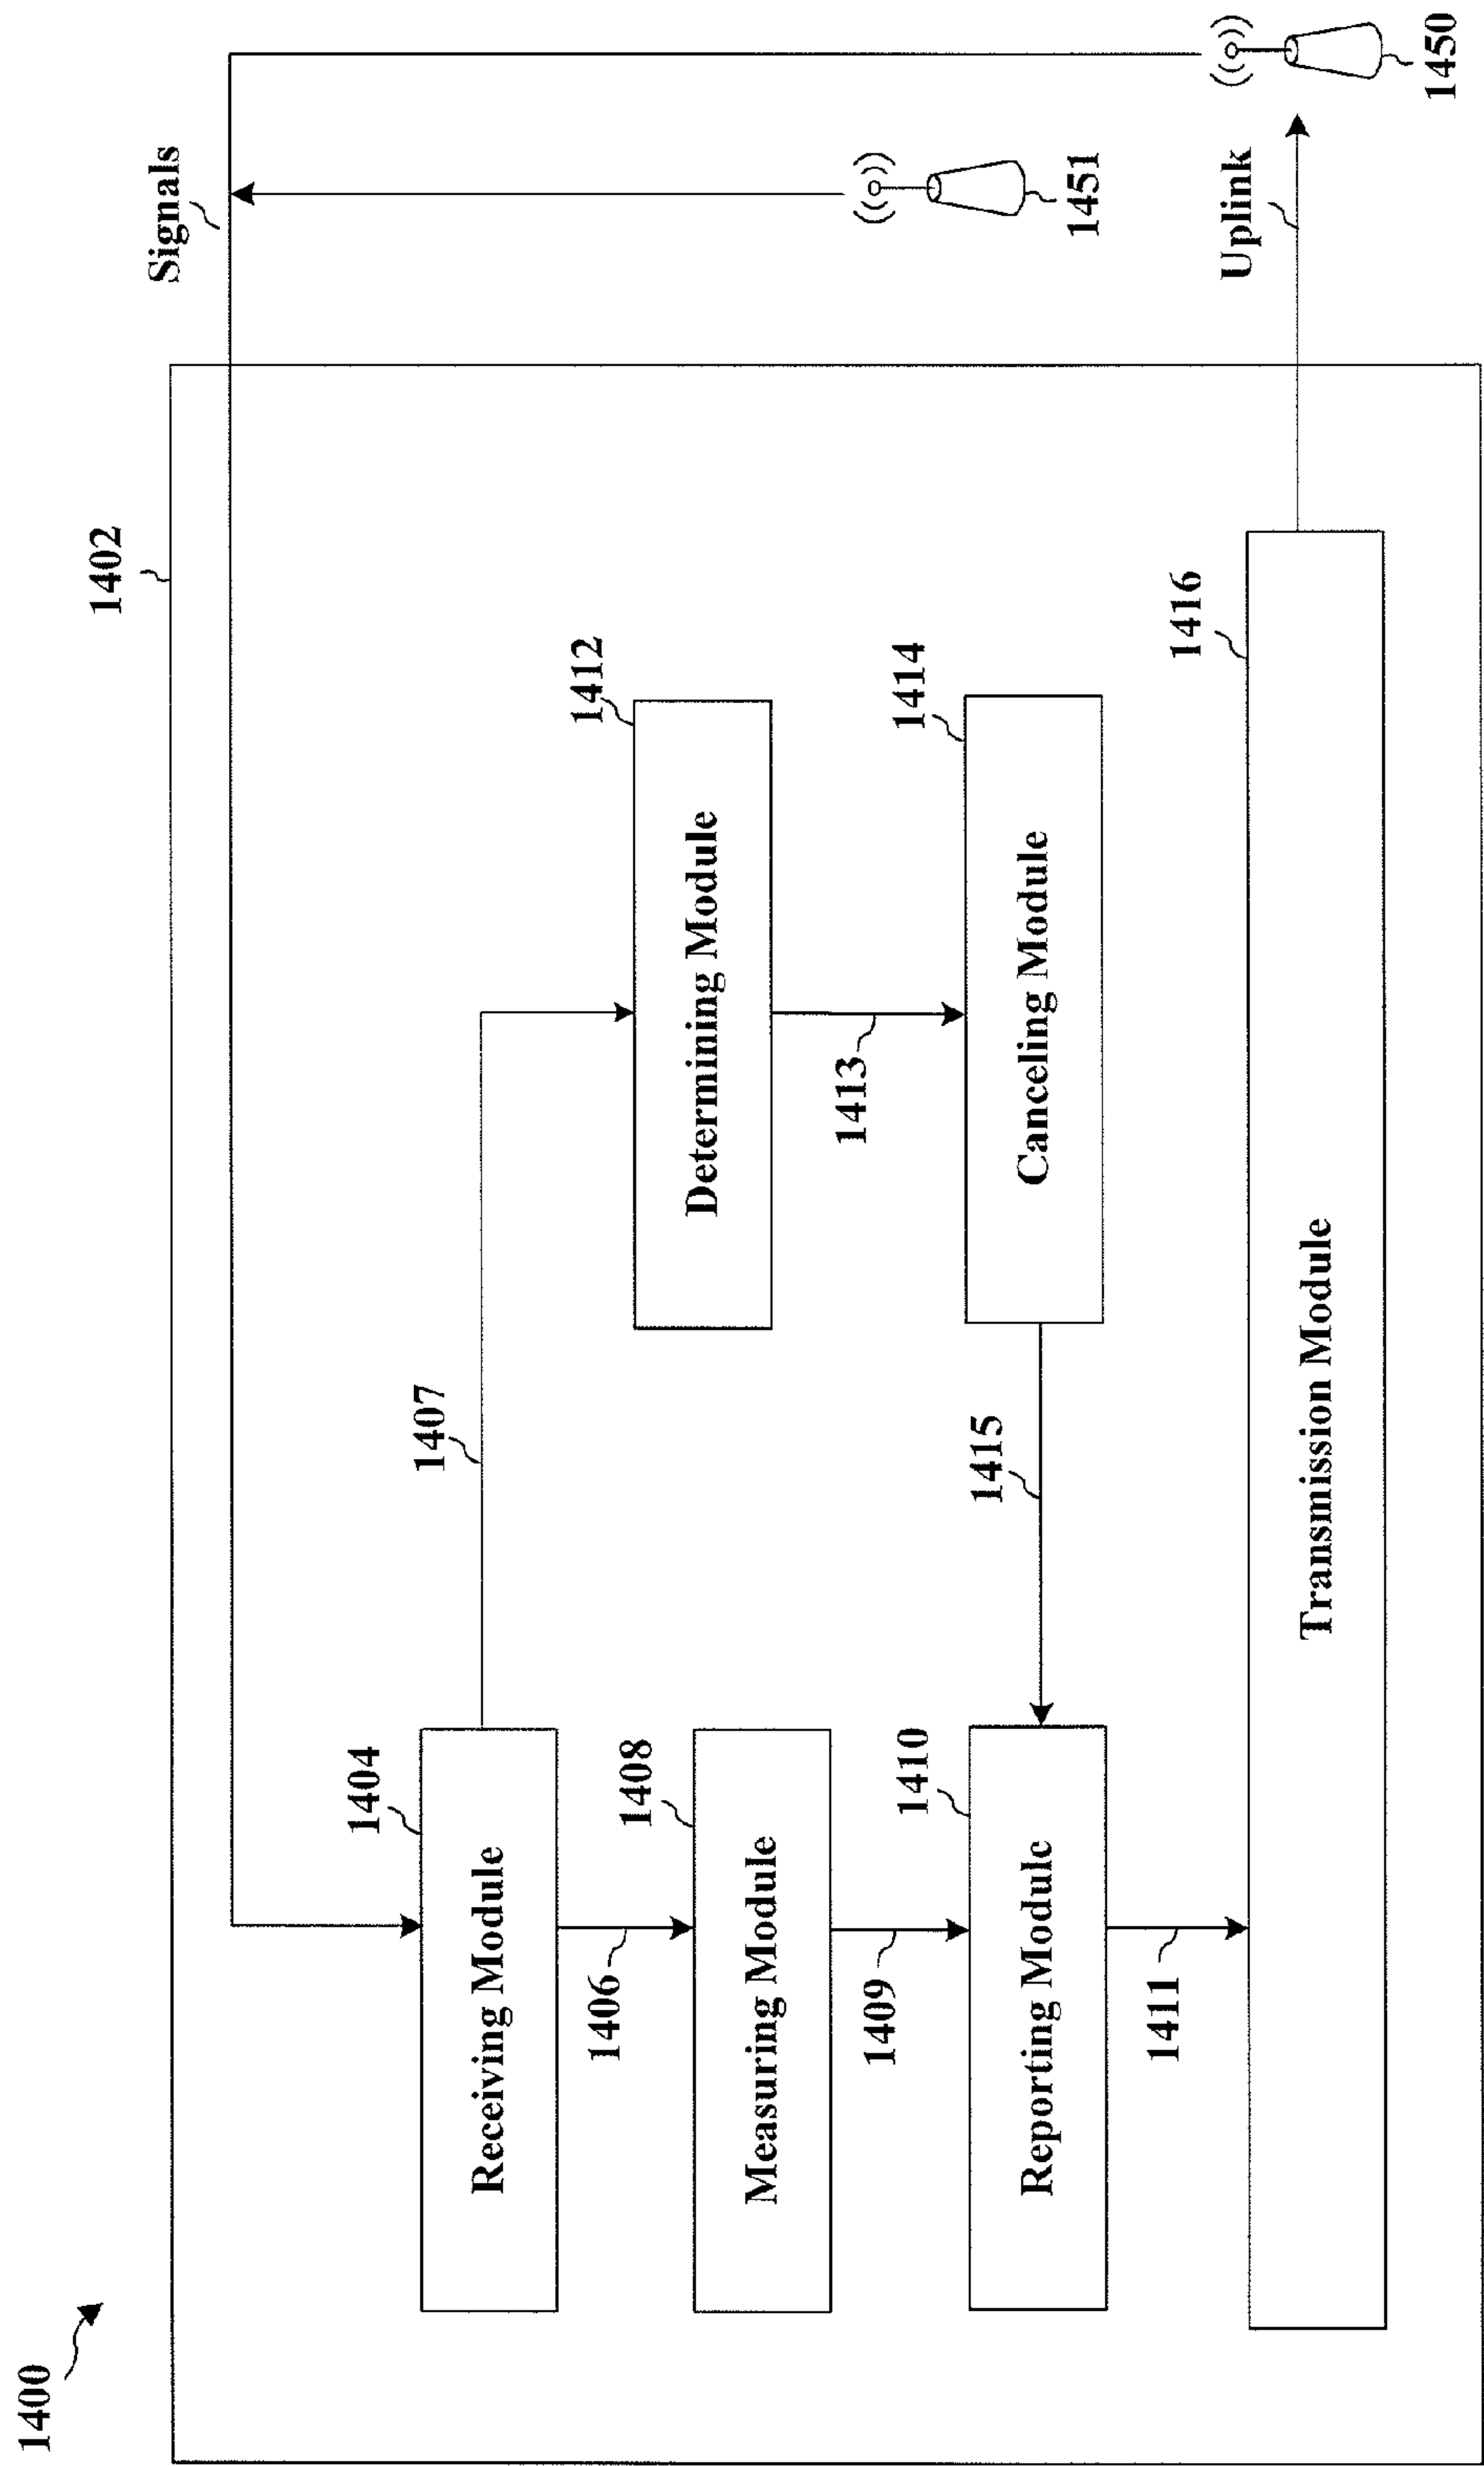 1400
1402
Signals
1404
1407
Receiving Module
1412
1406
1408
Determining Module
Measuring Module
1413
1409
1410
1414
1415
Reporting Module
Canceling Module
1451
1411
1416
Uplink
Transmission Module
1450